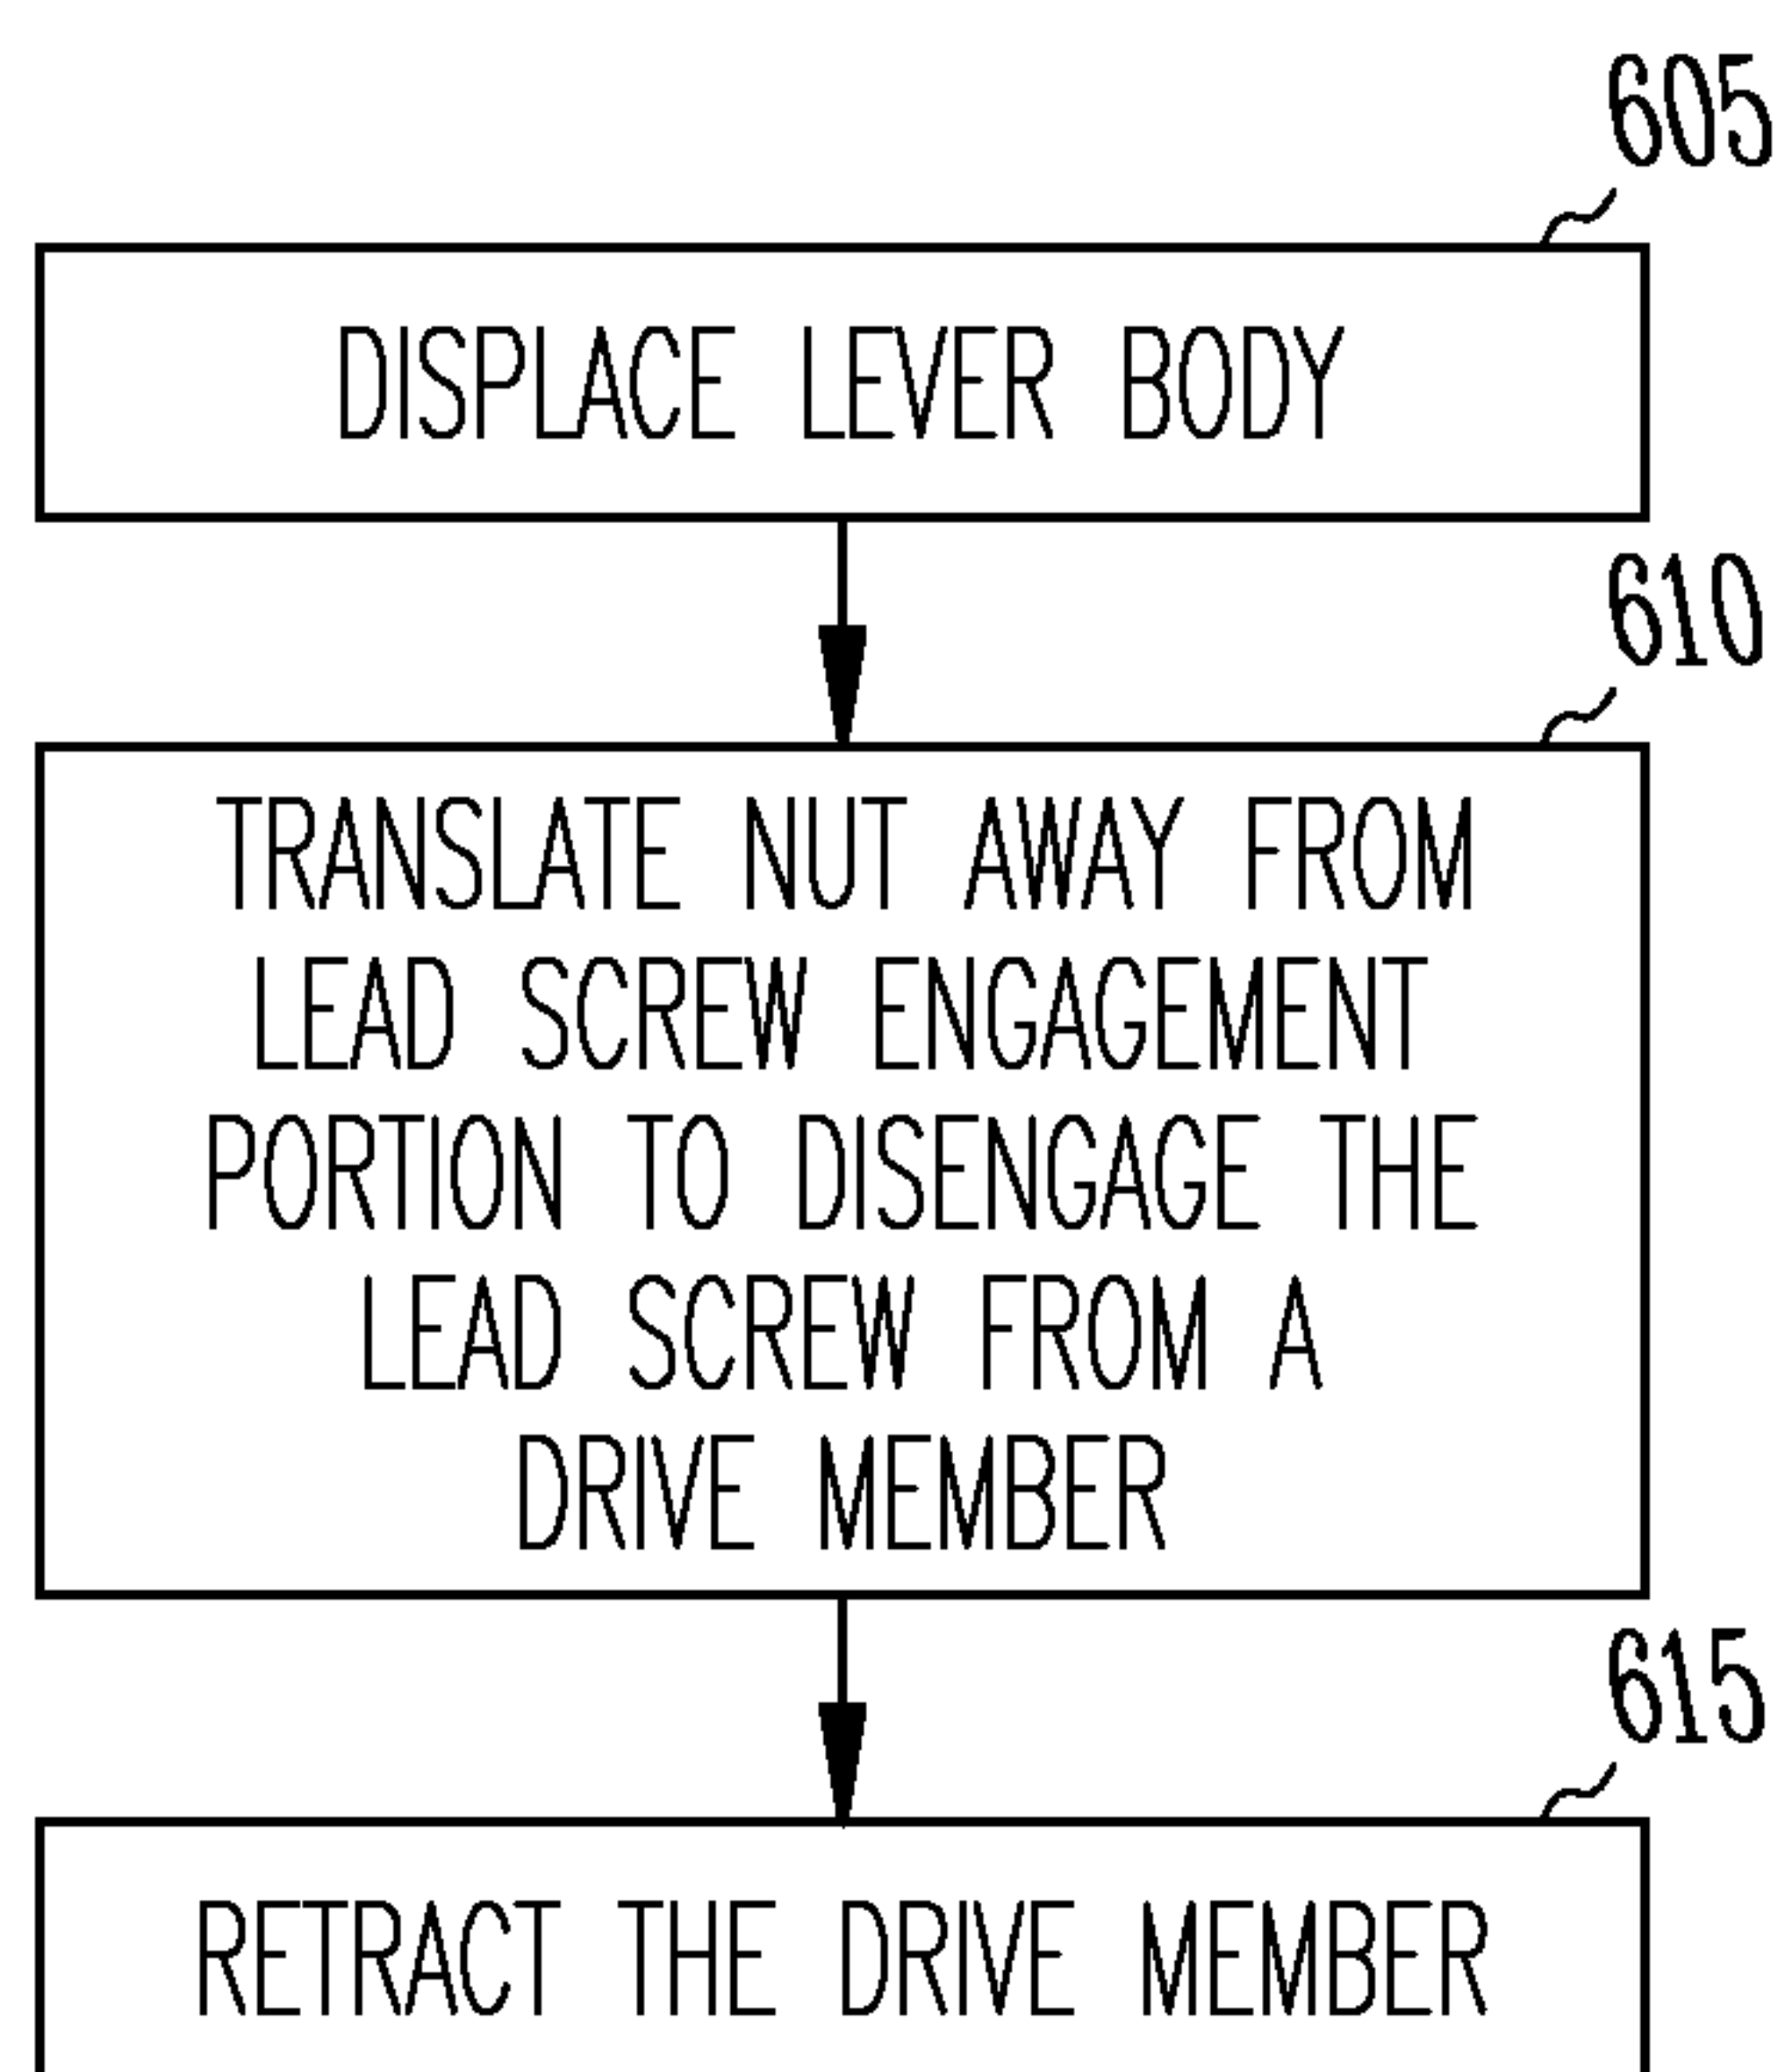 605
DISPLACE LEVER BODY
610
TRANSLATE NUT AWAY FROM
LEAD SCREW ENGAGEMENT
PORTION TO DISENGAGE THE
LEAD SCREW FROM A
DRIVE MEMBER
615
RETRACT THE DRIVE MEMBER